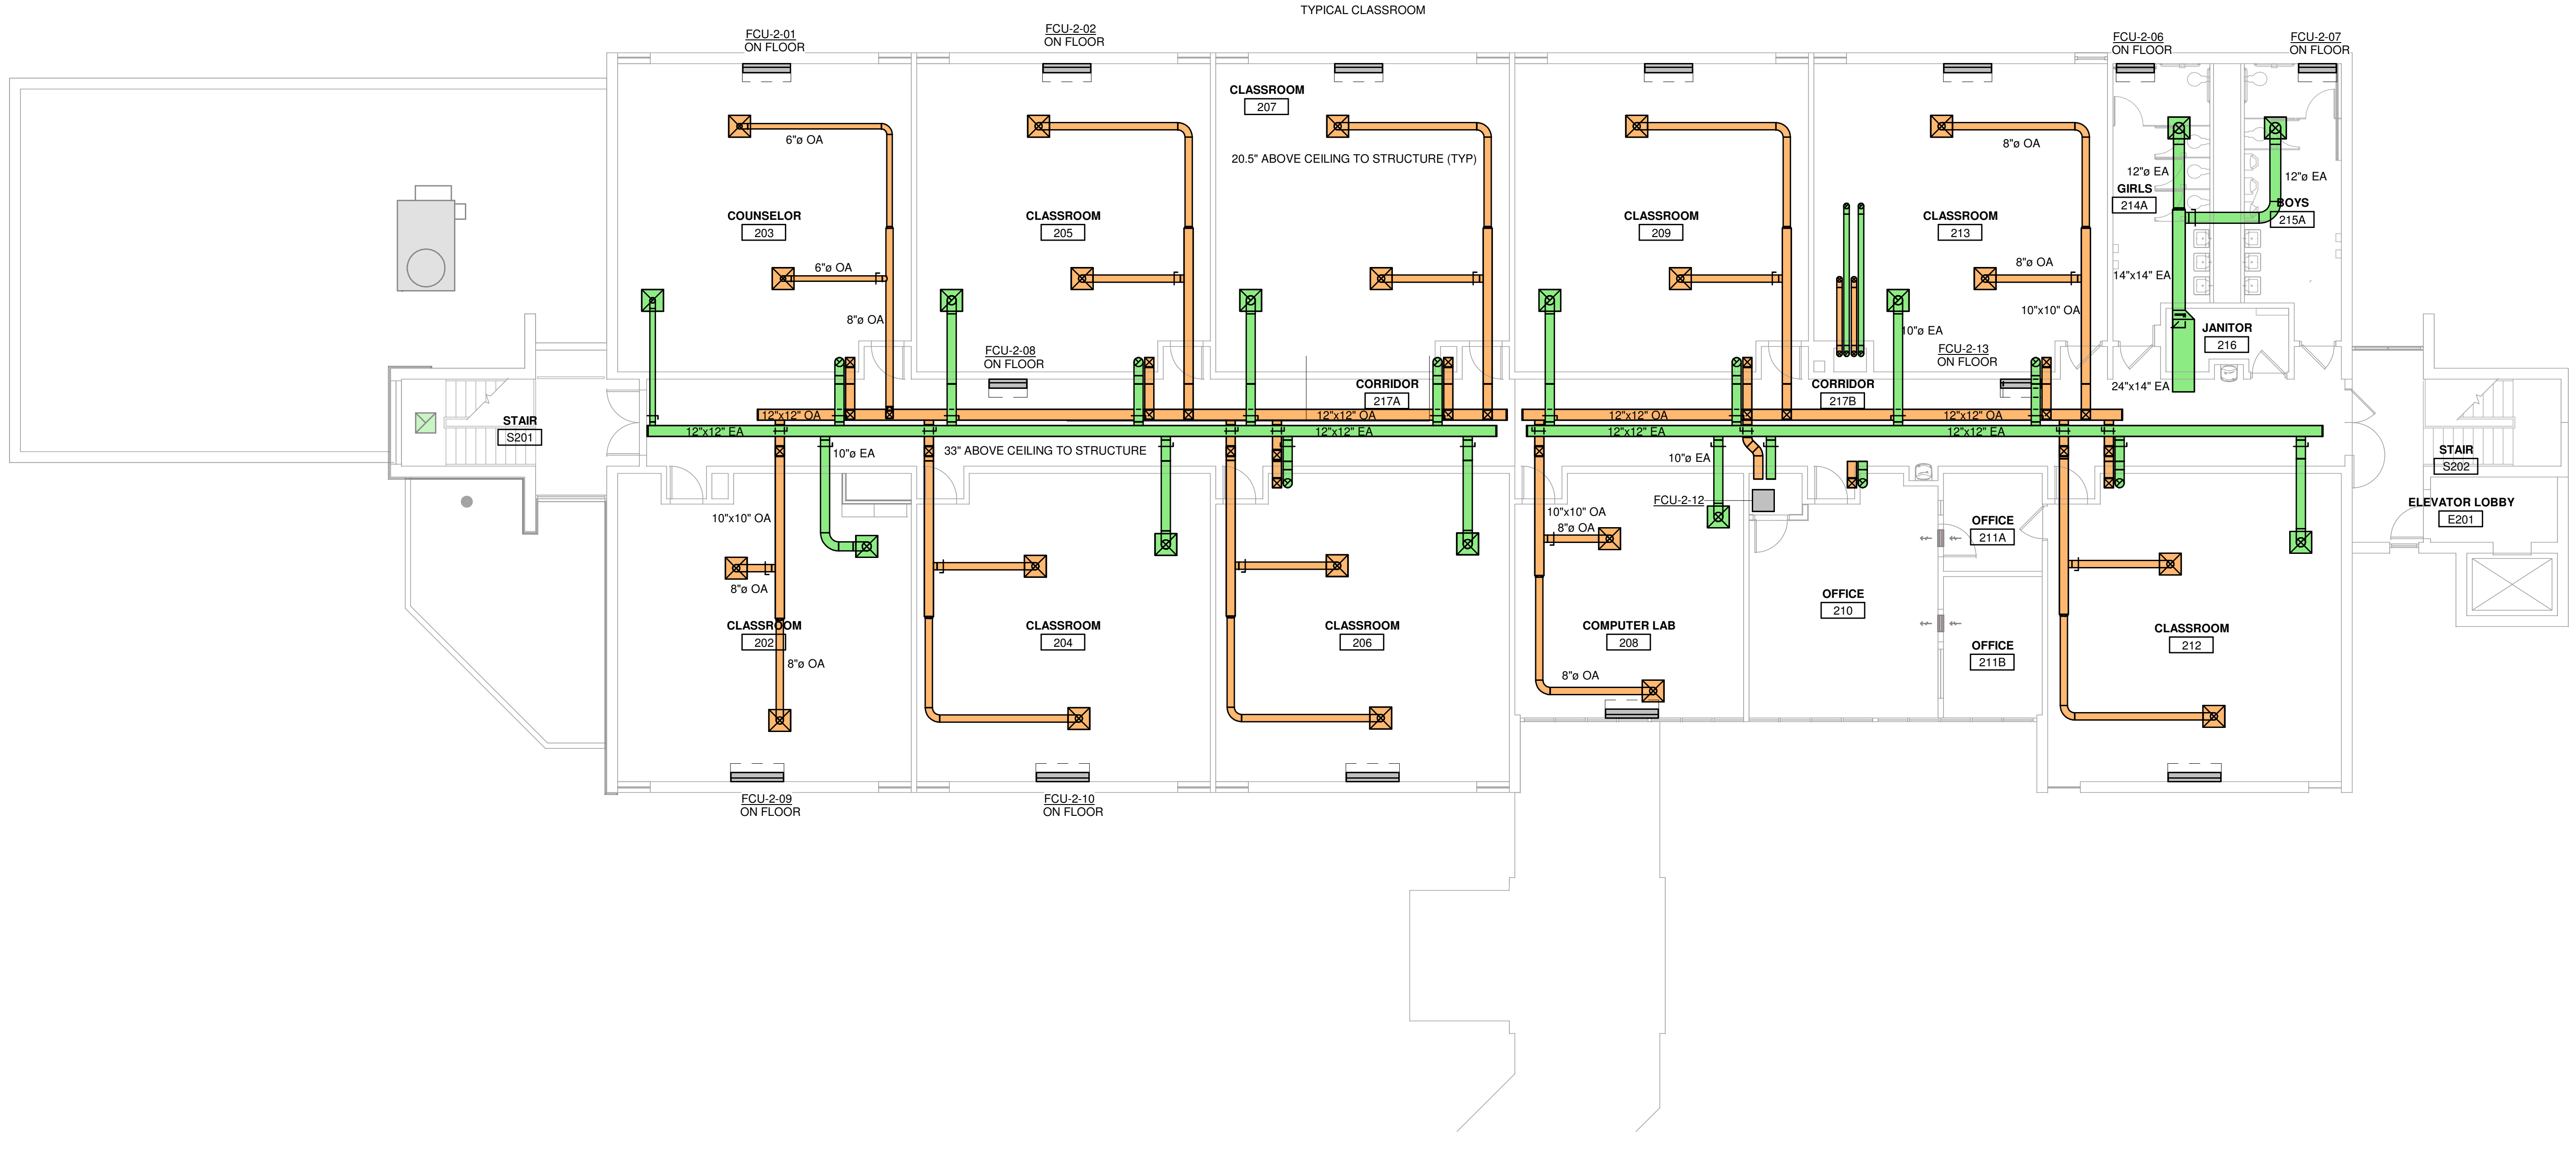 TYPICAL CLASSROOM
FCU-2-01
ON FLOOR
FCU-2-02
ON FLOOR
FCU-2-06
ON FLOOR
FCU-2-07
ON FLOOR
CLASSROOM
207
6"ø OA
8"ø OA
20.5" ABOVE CEILING TO STRUCTURE (TYP)
12"ø EA
12"ø EA
GIRLS
214A
BOYS
215A
COUNSELOR
203
CLASSROOM
205
CLASSROOM
209
CLASSROOM
213
6"ø OA
8"ø OA
14"x14" EA
8"ø OA
10"x10" OA
10"ø EA
JANITOR
216
FCU-2-08
ON FLOOR
FCU-2-13
ON FLOOR
CORRIDOR
217A
CORRIDOR
217B
24"x14" EA
12"x12" OA
12"x12" OA
12"x12" OA
12"x12" OA
STAIR
S201
12"x12" EA
12"x12" EA
12"x12" EA
12"x12" EA
10"ø EA
33" ABOVE CEILING TO STRUCTURE
10"ø EA
STAIR
S202
FCU-2-12
ELEVATOR LOBBY
E201
10"x10" OA
10"x10" OA
8"ø OA
OFFICE
211A
8"ø OA
OFFICE
210
CLASSROOM
202
CLASSROOM
204
CLASSROOM
206
COMPUTER LAB
208
CLASSROOM
212
OFFICE
211B
8"ø OA
8"ø OA
FCU-2-09
ON FLOOR
FCU-2-10
ON FLOOR